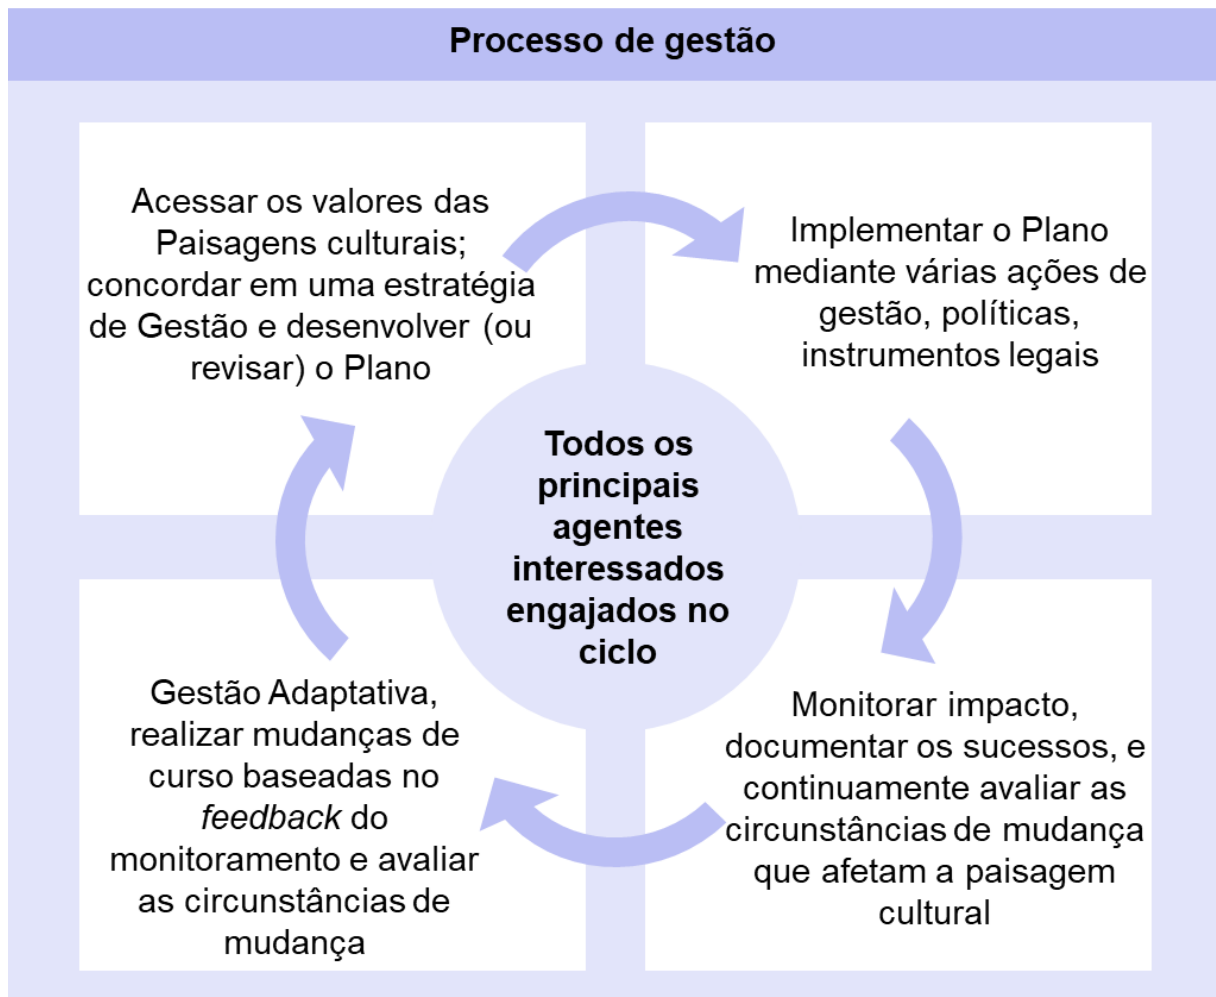 Processo de gestão
Acessar os valores das
Paisagens culturais;
concordar em uma estratégia
de Gestão e desenvolver (ou
revisar) o Plano
Implementar o Plano
mediante várias ações de
gestão, políticas,
instrumentos legais
Todos os
principais
agentes
interessados
engajados no
ciclo
Gestão Adaptativa,
realizar mudanças de
curso baseadas no
feedback do
monitoramento e avaliar
as circunstâncias de
mudança
Monitorar impacto,
documentar os sucessos, e
continuamente avaliar as
circunstâncias de mudança
que afetam a paisagem
cultural